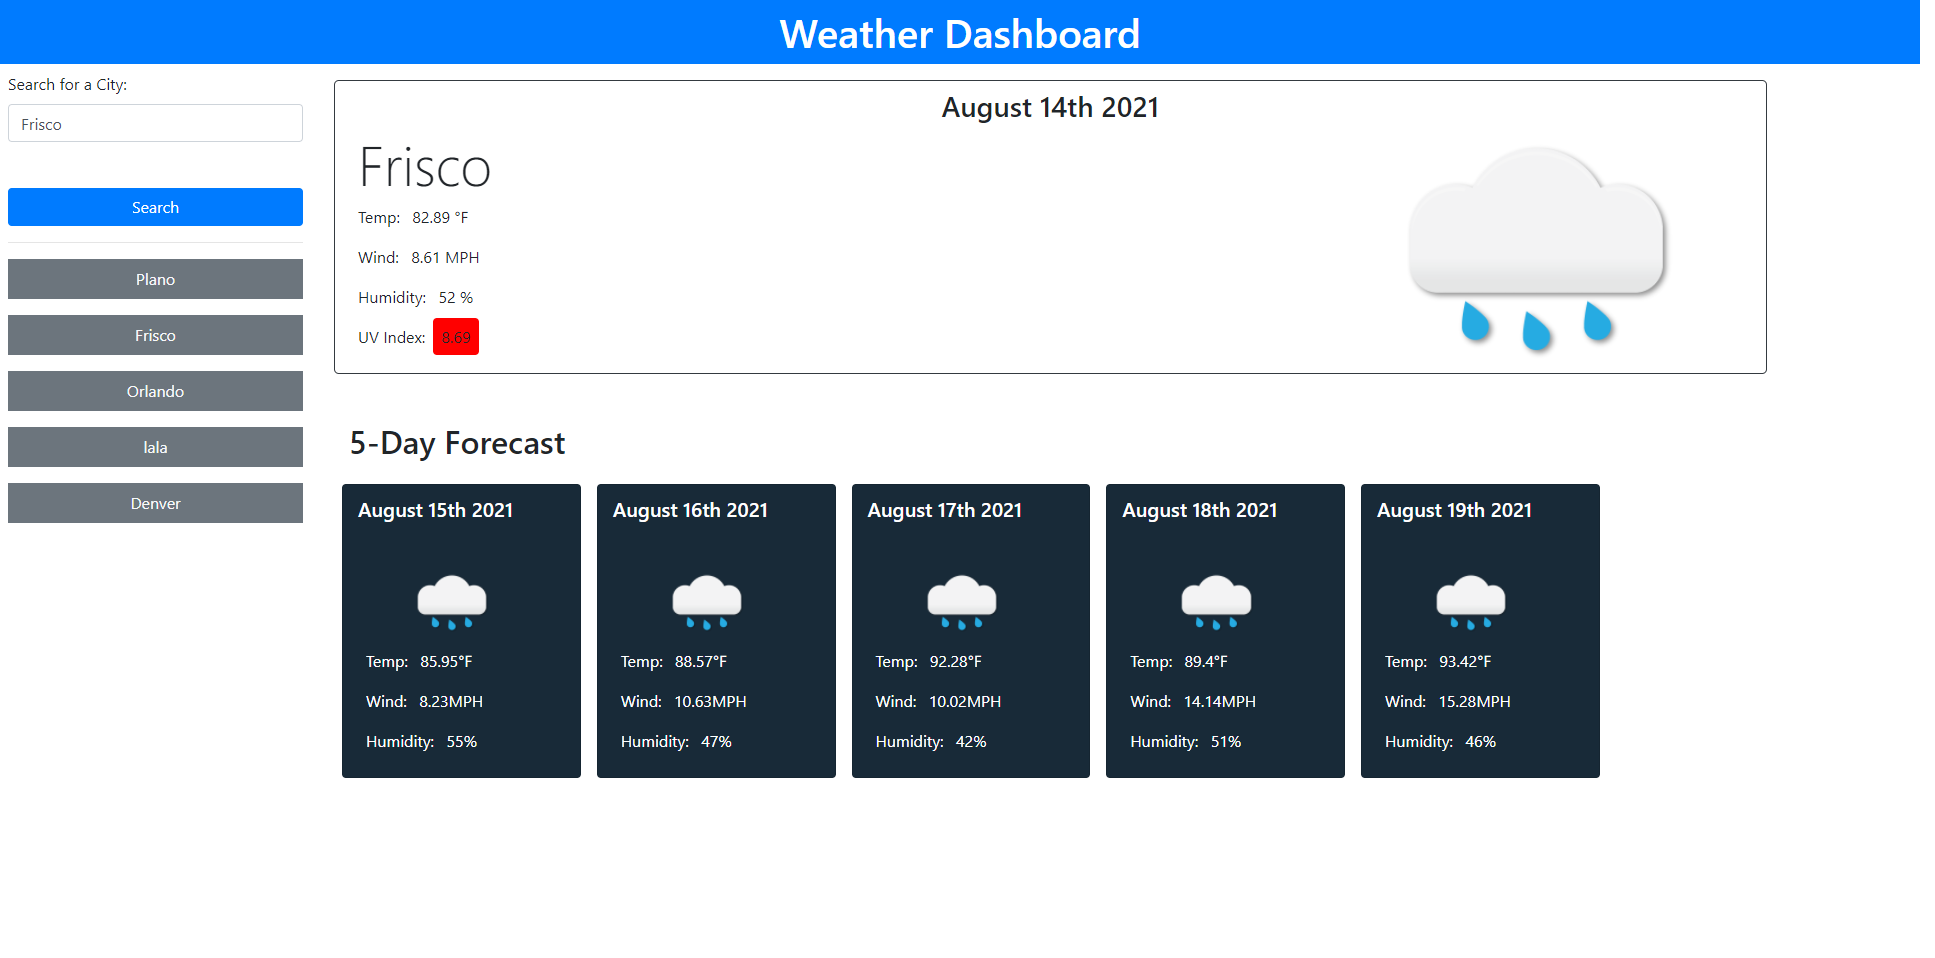 Weather Dashboard
Search for a City:
Frisco
Search
Plano
Frisco
Orlando
lala
Denver
August 14th 2021
Frisco
Temp: 82.89 °F
Wind: 8.61 MPH
Humidity: 52 %
UV Index: 8.69
5-Day Forecast
August 15th 2021
Temp: 85.95°F
Wind: 8.23MPH
Humidity: 55%
August 16th 2021
Temp: 88.57°F
Wind: 10.63MPH
Humidity: 47%
August 17th 2021
Temp: 92.28°F
Wind: 10.02MPH
Humidity: 42%
August 18th 2021
Temp: 89.4°F
Wind: 14.14MPH
Humidity: 51%
August 19th 2021
Temp: 93.42°F
Wind: 15.28MPH
Humidity: 46%